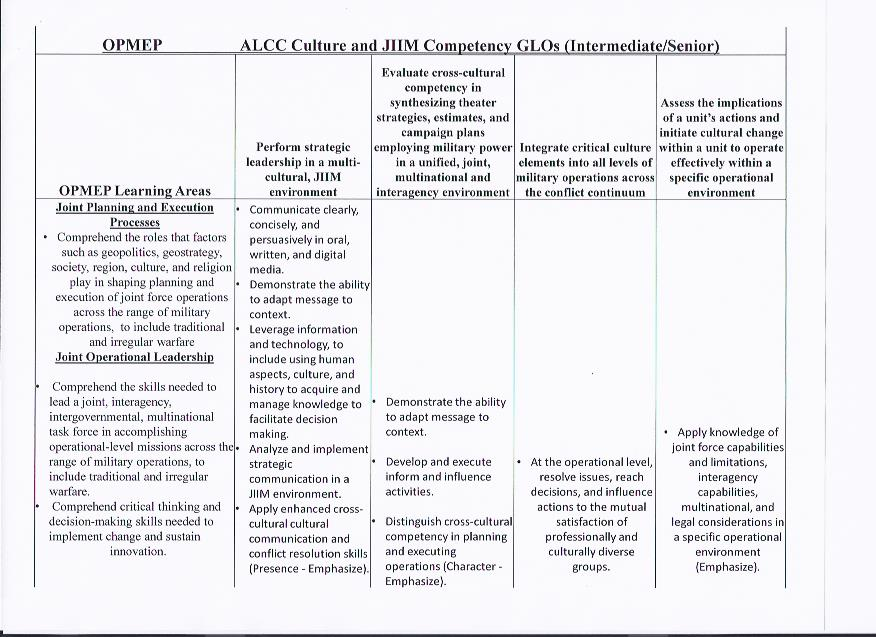 OPMEP ALCC Culture and JIIM Competency GLOs (Intermediate/Senior)
OPMEP Learning Areas
Perform strategic
leadership in a multi-
cultural, JIIM
environment
Evaluate cross-cultural
competency in
synthesizing theater
strategies, estimates, and
campaign plans
employing military power
in a unified, joint,
multinational and
interagency environment
Integrate critical culture
elements into all levels of
military operations across
the conflict continuum
Assess the implications
of a unit's actions and
initiate cultural change
within a unit to operate
effectively within a
specific operational
environment
Joint Planning and Execution
Processes
• Comprehend the roles that factors
such as geopolitics, geostrategy,
society, region, culture, and religion
play in shaping planning and
execution of joint force operations
across the range of military
operations, to include traditional
and irregular warfare
Joint Operational Leadership
• Comprehend the skills needed to
lead a joint, interagency,
intergovernmental, multinational
task force in accomplishing
operational-level missions across the
range of military operations, to
include traditional and irregular
warfare.
• Comprehend critical thinking and
decision-making skills needed to
implement change and sustain
innovation.
• Communicate clearly,
concisely, and
persuasively in oral,
written, and digital
media.
• Demonstrate the ability
to adapt message to
context.
• Leverage information
and technology, to
include using human
aspects, culture, and
history to acquire and
manage knowledge to
facilitate decision
making.
• Analyze and implement
strategic
communication in a
JIIM environment.
• Apply enhanced cross-
cultural cultural
communication and
conflict resolution skills
(Presence - Emphasize).
• Demonstrate the ability
to adapt message to
context.
• Develop and execute
inform and influence
activities.
• Distinguish cross-cultural
competency in planning
and executing
operations (Character -
Emphasize).
• At the operational level,
resolve issues, reach
decisions, and influence
actions to the mutual
satisfaction of
professionally and
culturally diverse
groups.
• Apply knowledge of
joint force capabilities
and limitations,
interagency
capabilities,
multinational, and
legal considerations in
a specific operational
environment
(Emphasize).